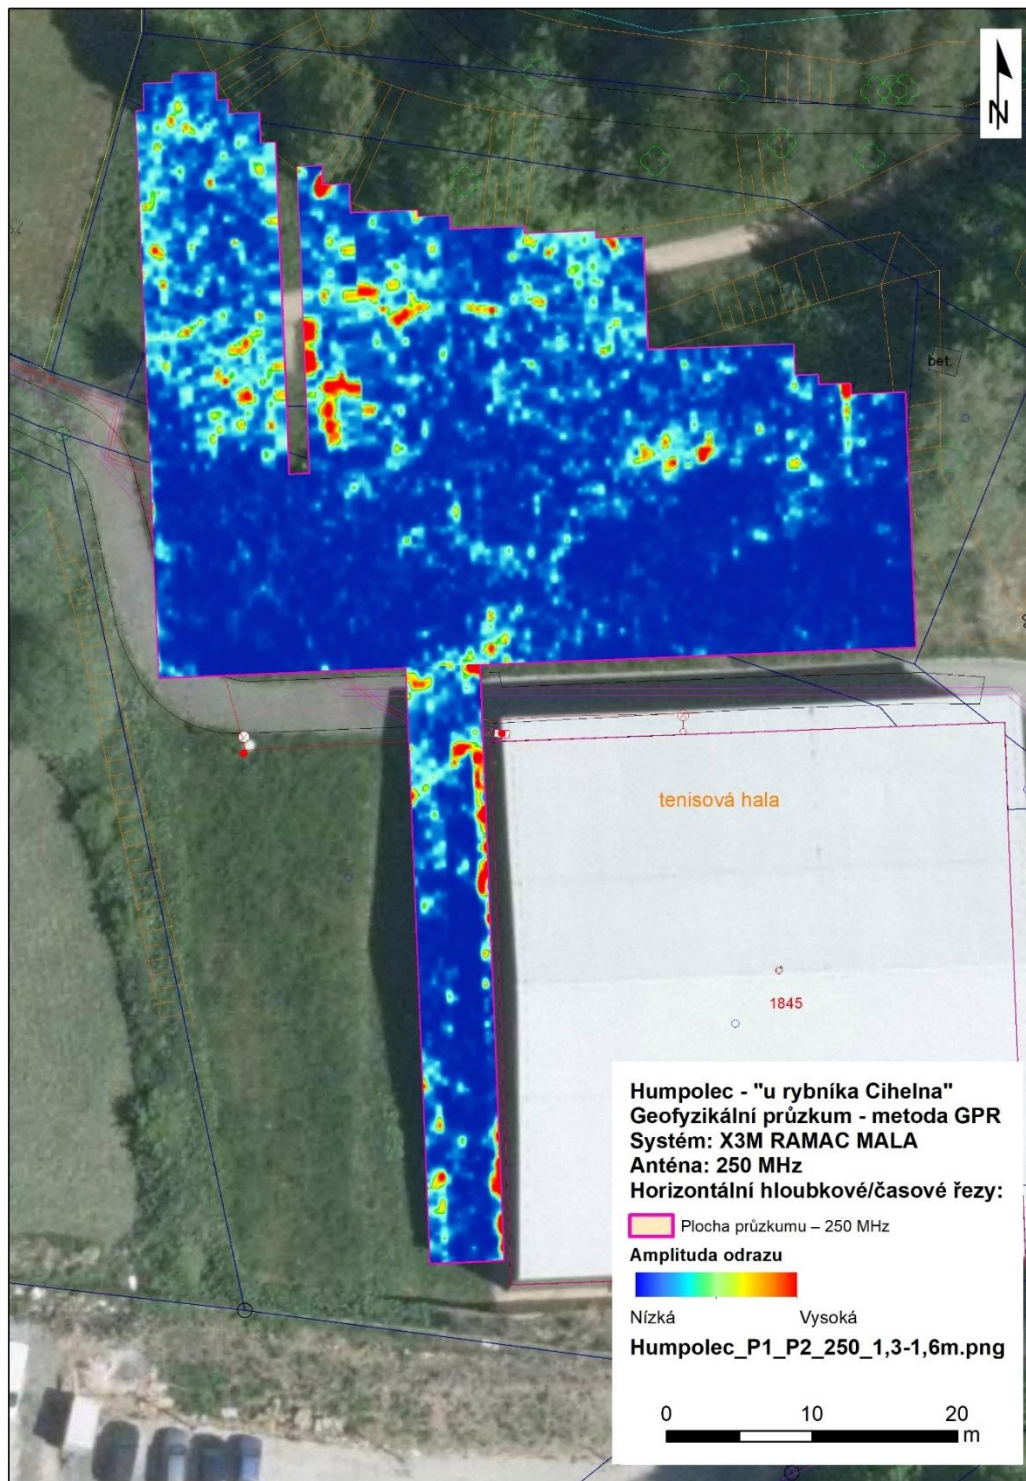 N
bet.
tenisová hala
1845
Humpolec - "u rybníka Cihelna"
Geofyzikální průzkum - metoda GPR
Systém: X3M RAMAC MALA
Anténa: 250 MHz
Horizontální hloubkové/časové řezy:
Plocha průzkumu – 250 MHz
Amplituda odrazu
Nízká Vysoká
Humpolec_P1_P2_250_1,3-1,6m.png
0 10 20
m